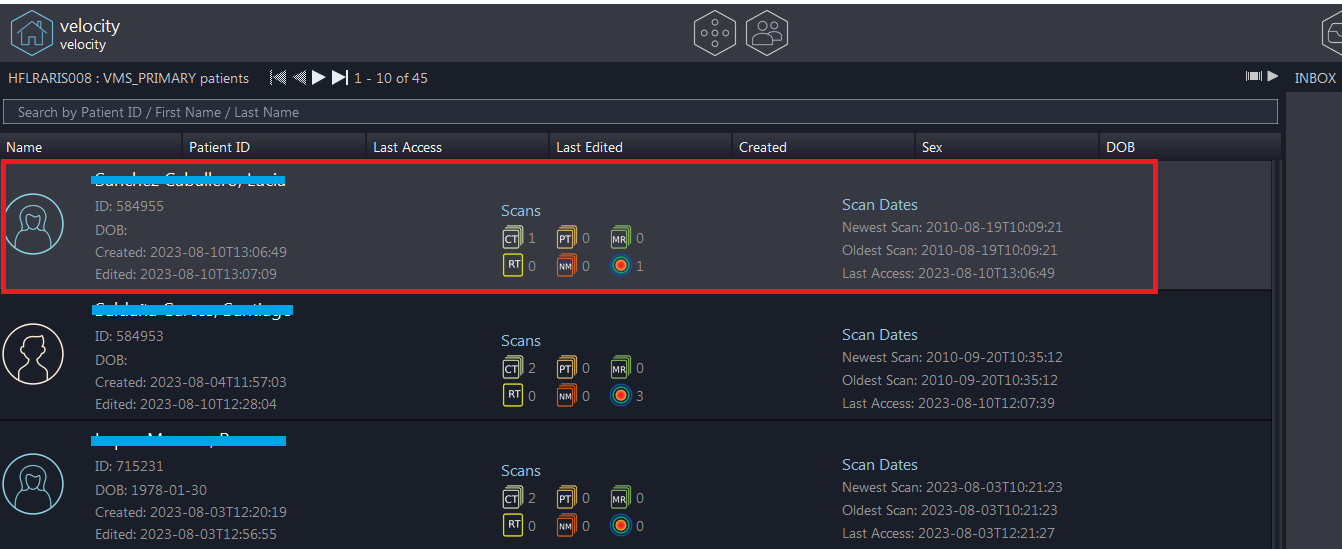 velocity
velocity
HFLRARIS008 : VMS_PRIMARY patients 1 - 10 of 45
INBOX
Search by Patient ID / First Name / Last Name
Name Patient ID Last Access Last Edited Created Sex DOB
ID: 584955
DOB:
Created: 2023-08-10T13:06:49
Edited: 2023-08-10T13:07:09
Scans
CT 1 PT 0 MR 0
RT 0 NM 0 1
Scan Dates
Newest Scan: 2010-08-19T10:09:21
Oldest Scan: 2010-08-19T10:09:21
Last Access: 2023-08-10T13:06:49
ID: 584953
DOB:
Created: 2023-08-04T11:57:03
Edited: 2023-08-10T12:28:04
Scans
CT 2 PT 0 MR 0
RT 0 NM 0 3
Scan Dates
Newest Scan: 2010-09-20T10:35:12
Oldest Scan: 2010-09-20T10:35:12
Last Access: 2023-08-10T12:07:39
ID: 715231
DOB: 1978-01-30
Created: 2023-08-03T12:20:19
Edited: 2023-08-03T12:56:55
Scans
CT 2 PT 0 MR 0
RT 0 NM 0 0
Scan Dates
Newest Scan: 2023-08-03T10:21:23
Oldest Scan: 2023-08-03T10:21:23
Last Access: 2023-08-03T12:21:27